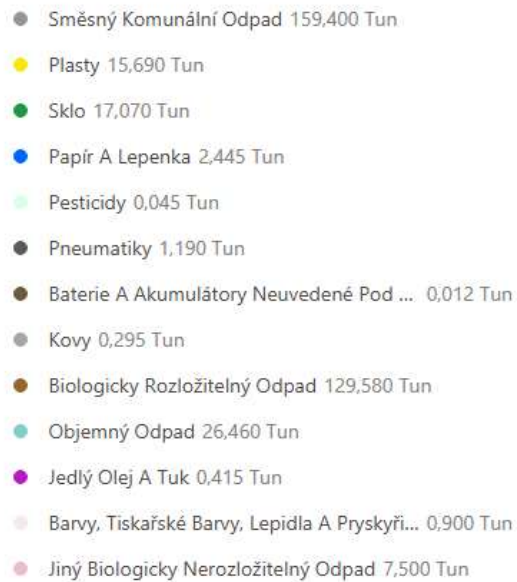 Směsný Komunální Odpad 159,400 Tun
Plasty 15,690 Tun
Sklo 17,070 Tun
Papír A Lepenka 2,445 Tun
Pesticidy 0,045 Tun
Pneumatiky 1,190 Tun
Baterie A Akumulátory Neuvedené Pod ... 0,012 Tun
Kovy 0,295 Tun
Biologicky Rozložitelný Odpad 129,580 Tun
Objemný Odpad 26,460 Tun
Jedlý Olej A Tuk 0,415 Tun
Barvy, Tiskařské Barvy, Lepidla A Pryskyři... 0,900 Tun
Jiný Biologicky Nerozložitelný Odpad 7,500 Tun